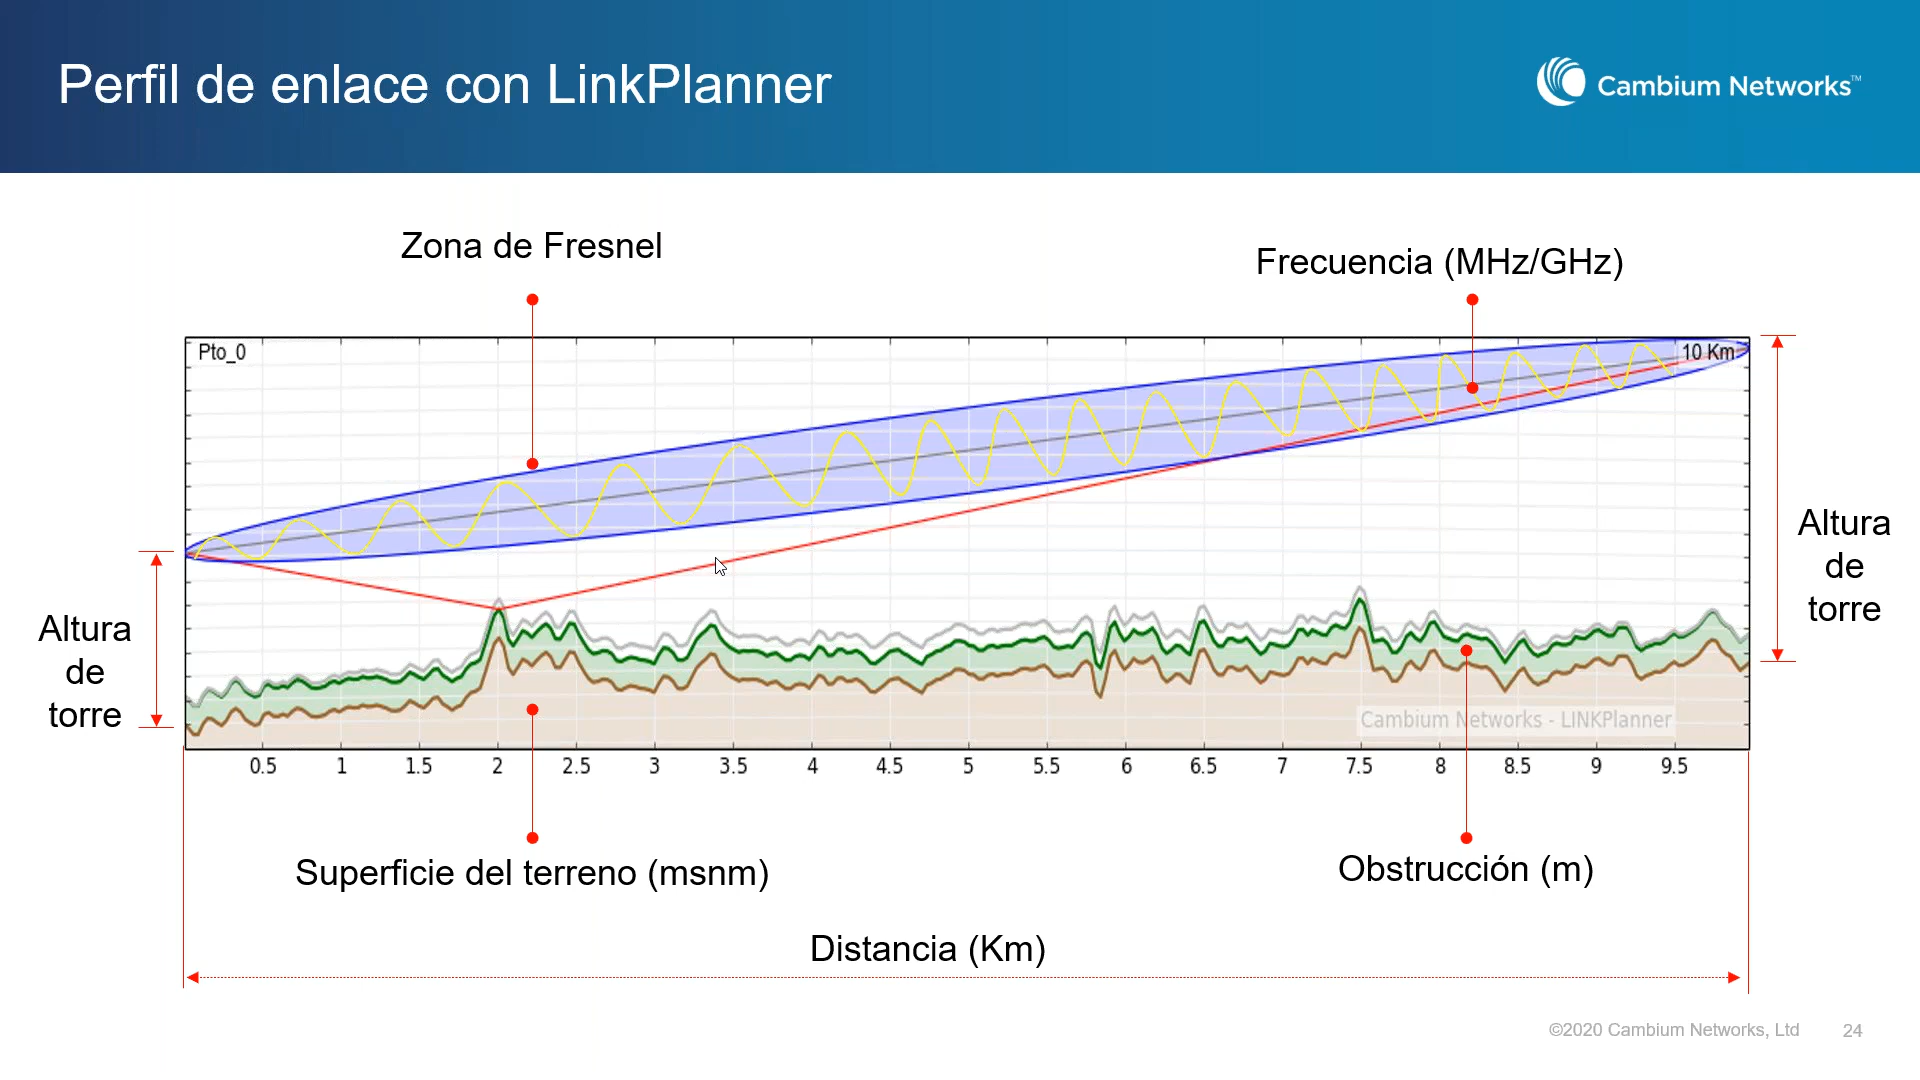 Perfil de enlace con LinkPlanner
Cambium Networks™
Zona de Fresnel
Frecuencia (MHz/GHz)
Pto_0
10 Km
Altura
de
torre
Altura
de
torre
Cambium Networks - LINKPlanner
0.5 1 1.5 2 2.5 3 3.5 4 4.5 5 5.5 6 6.5 7 7.5 8 8.5 9 9.5
Superficie del terreno (msnm)
Obstrucción (m)
Distancia (Km)
©2020 Cambium Networks, Ltd 24